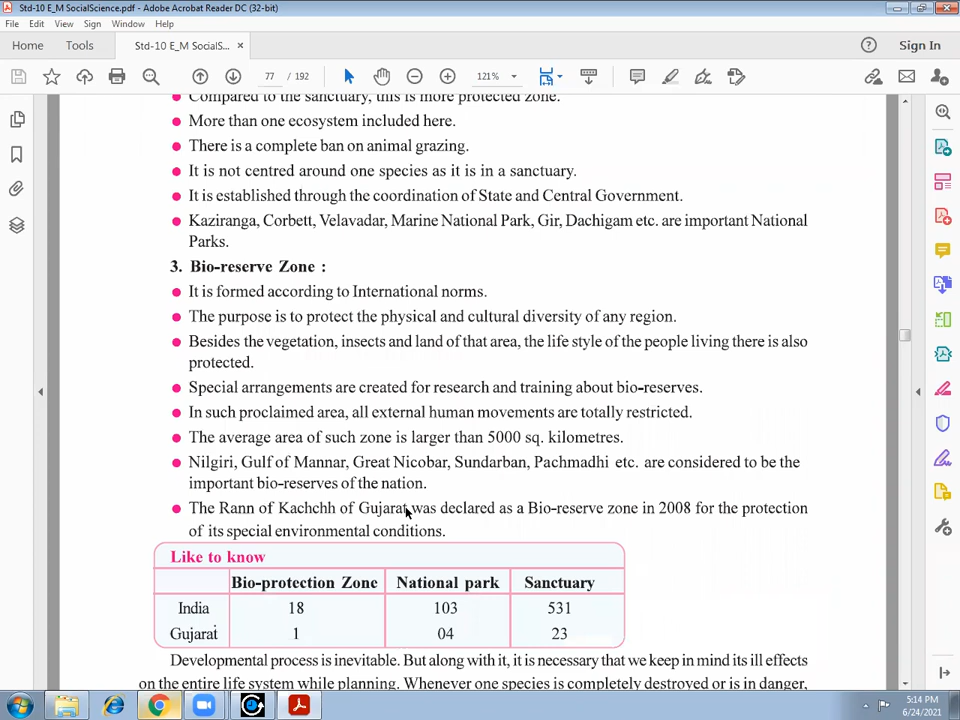 Std-10 E_M SocialScience.pdf - Adobe Acrobat Reader DC (32-bit)
File Edit View Sign Window Help
Home Tools Std-10 E_M SocialS... × Sign In
77 / 192 121%
Compared to the sanctuary, this is more protected zone.
More than one ecosystem included here.
There is a complete ban on animal grazing.
It is not centred around one species as it is in a sanctuary.
It is established through the coordination of State and Central Government.
Kaziranga, Corbett, Velavadar, Marine National Park, Gir, Dachigam etc. are important National
Parks.
3. Bio-reserve Zone :
It is formed according to International norms.
The purpose is to protect the physical and cultural diversity of any region.
Besides the vegetation, insects and land of that area, the life style of the people living there is also
protected.
Special arrangements are created for research and training about bio-reserves.
In such proclaimed area, all external human movements are totally restricted.
The average area of such zone is larger than 5000 sq. kilometres.
Nilgiri, Gulf of Mannar, Great Nicobar, Sundarban, Pachmadhi etc. are considered to be the
important bio-reserves of the nation.
The Rann of Kachchh of Gujarat was declared as a Bio-reserve zone in 2008 for the protection
of its special environmental conditions.
Like to know
Bio-protection Zone National park Sanctuary
India 18 103 531
Gujarat 1 04 23
Developmental process is inevitable. But along with it, it is necessary that we keep in mind its ill effects
on the entire life system while planning. Whenever one species is completely destroyed or is in danger,
5:14 PM
6/24/2021